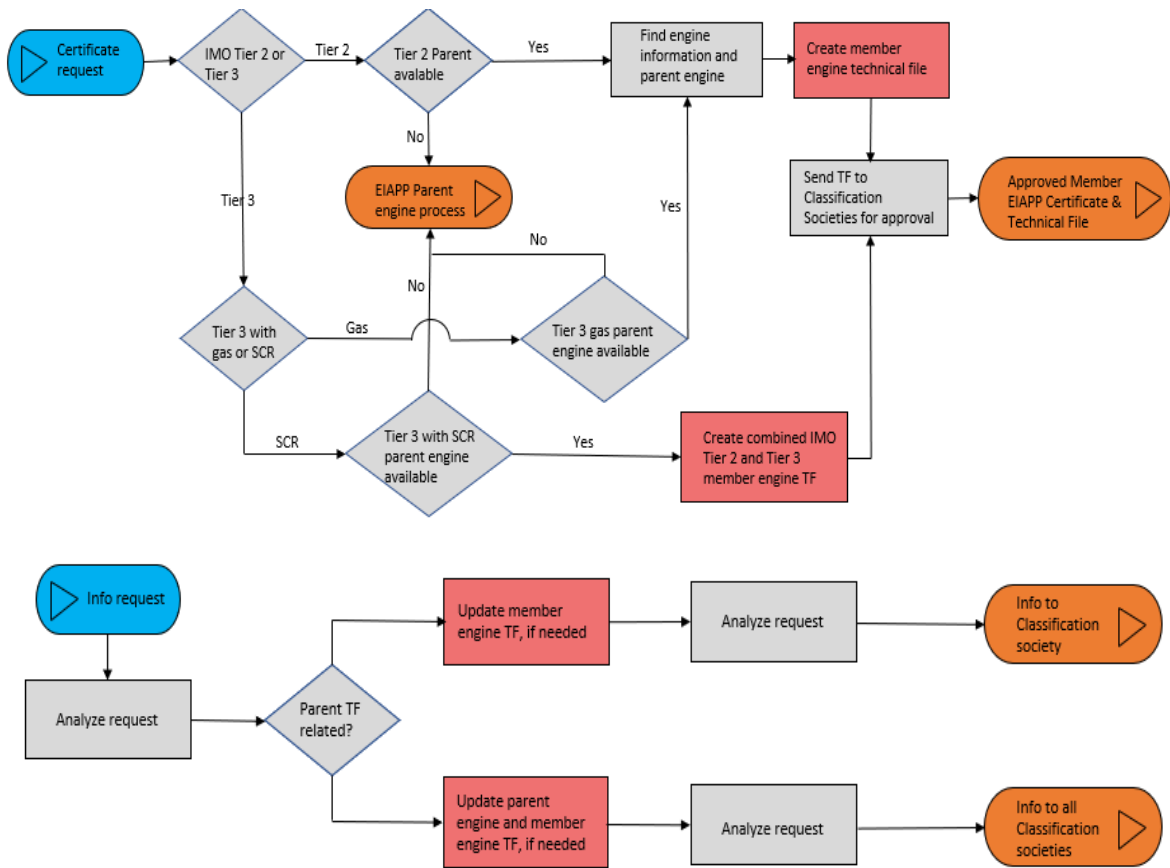 Certificate
request
IMO Tier 2 or
Tier 3
Tier 2
Tier 2 Parent
avalable
Yes
Find engine
information and
parent engine
Create member
engine technical file
No
EIAPP Parent
engine process
Tier 3
Yes
Send TF to
Classification
Societies for approval
Approved Member
EIAPP Certificate &
Technical File
No
No
Tier 3 with
gas or SCR
Gas
Tier 3 gas parent
engine available
SCR
Tier 3 with SCR
parent engine
available
Yes
Create combined IMO
Tier 2 and Tier 3
member engine TF
Info request
Analyze request
Parent TF
related?
Update member
engine TF, if needed
Analyze request
Info to
Classification
society
Update parent
engine and member
engine TF, if needed
Analyze request
Info to all
Classification
societies